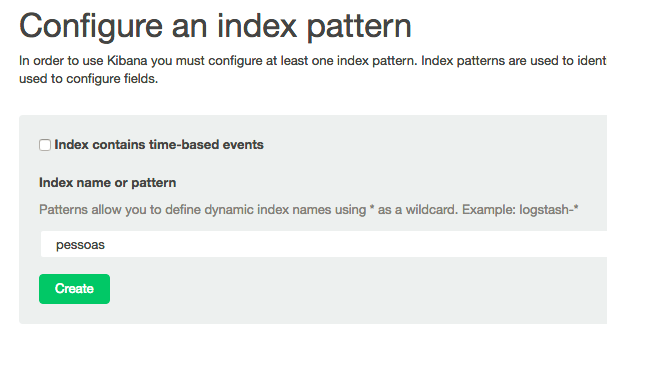 Configure an index pattern
In order to use Kibana you must configure at least one index pattern. Index patterns are used to ident
used to configure fields.
Index contains time-based events
Index name or pattern
Patterns allow you to define dynamic index names using * as a wildcard. Example: logstash-*
pessoas
Create